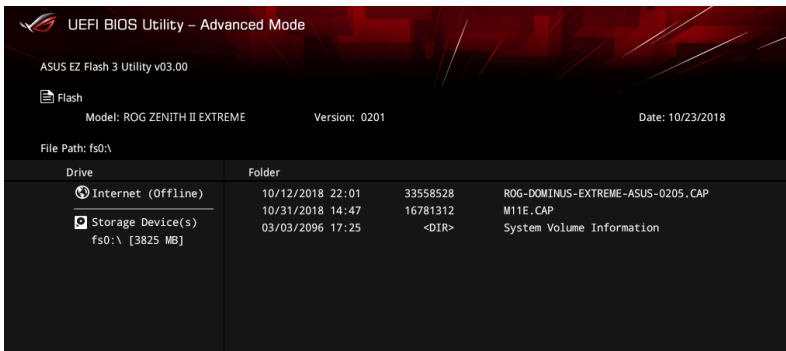 UEFI BIOS Utility – Advanced Mode
ASUS EZ Flash 3 Utility v03.00
Flash
Model: ROG ZENITH II EXTREME Version: 0201 Date: 10/23/2018
File Path: fs0:\
Drive Folder
Internet (Offline) 10/12/2018 22:01 33558528 ROG-DOMINUS-EXTREME-ASUS-0205.CAP
10/31/2018 14:47 16781312 M11E.CAP
Storage Device(s) 03/03/2096 17:25 <DIR> System Volume Information
fs0:\ [3825 MB]